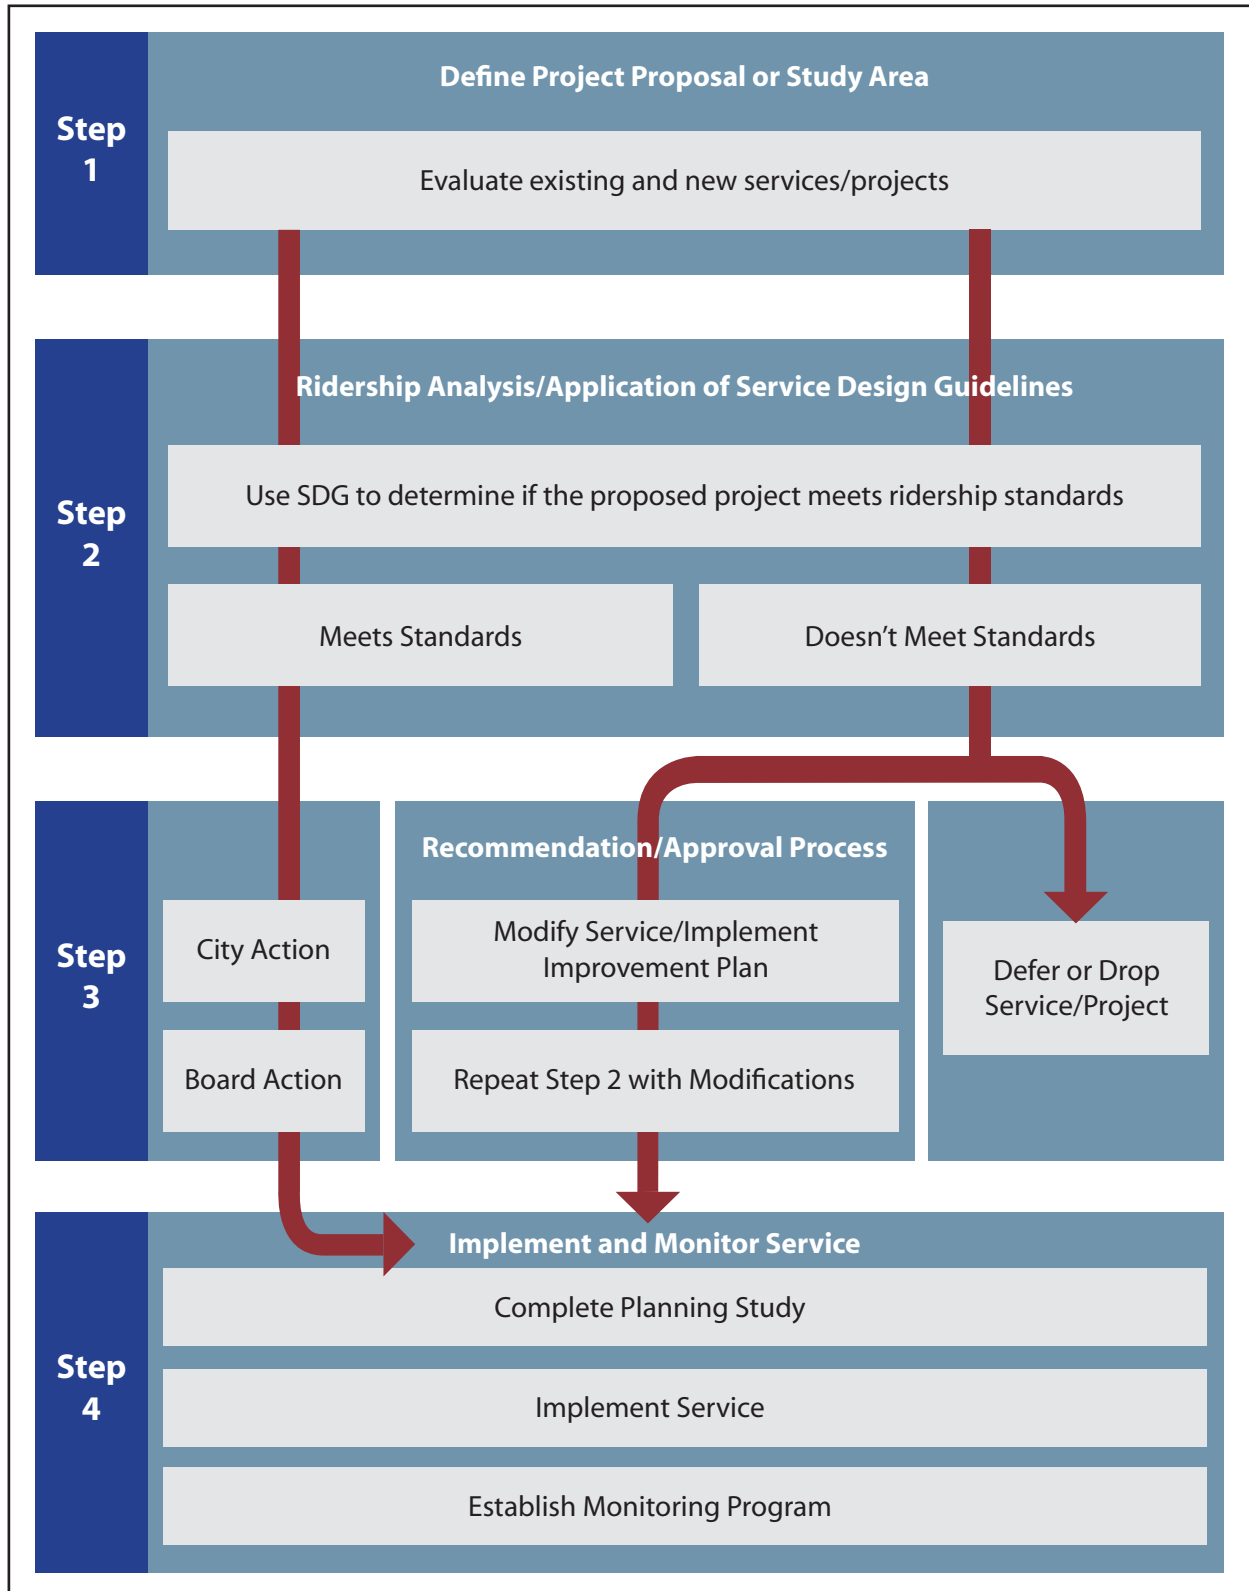 Step
1
Define Project Proposal or Study Area
Evaluate existing and new services/projects
Step
2
Ridership Analysis/Application of Service Design Guidelines
Use SDG to determine if the proposed project meets ridership standards
Meets Standards
Doesn't Meet Standards
Step
3
Recommendation/Approval Process
City Action
Board Action
Modify Service/Implement
Improvement Plan
Repeat Step 2 with Modifications
Defer or Drop
Service/Project
Step
4
Implement and Monitor Service
Complete Planning Study
Implement Service
Establish Monitoring Program